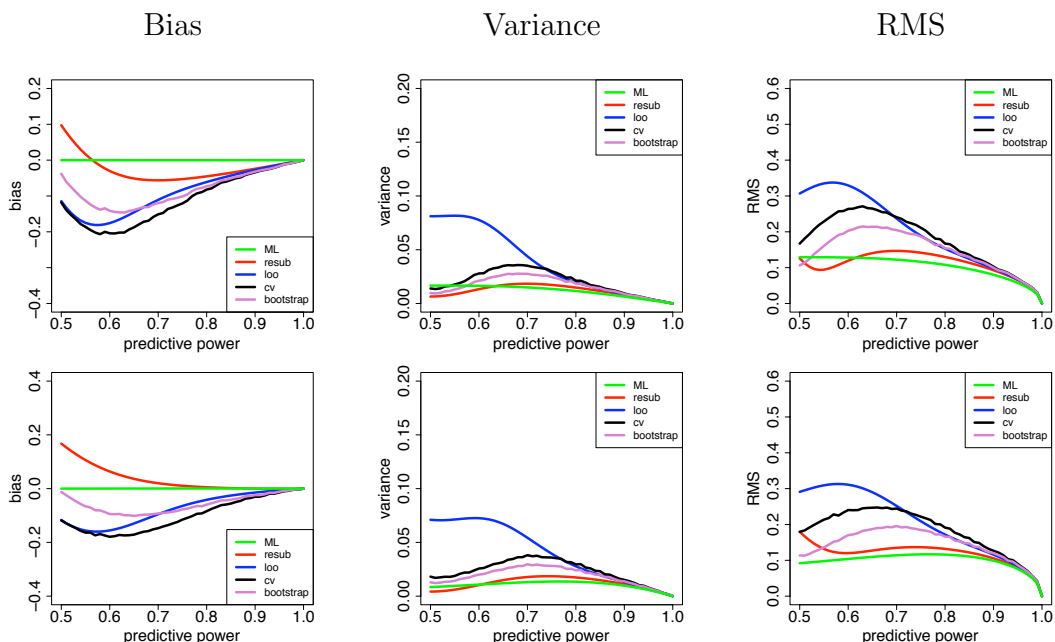 Bias Variance RMS
bias
0.2
0.1
0.0
−0.2
−0.4
ML
resub
loo
cv
bootstrap
0.5 0.6 0.7 0.8 0.9 1.0
predictive power
variance
0.20
0.15
0.10
0.05
0.00
ML
resub
loo
cv
bootstrap
0.5 0.6 0.7 0.8 0.9 1.0
predictive power
RMS
0.6
0.5
0.4
0.3
0.2
0.1
0.0
ML
resub
loo
cv
bootstrap
0.5 0.6 0.7 0.8 0.9 1.0
predictive power
bias
0.4
0.2
0.0
−0.2
−0.4
ML
resub
loo
cv
bootstrap
0.5 0.6 0.7 0.8 0.9 1.0
predictive power
variance
0.20
0.15
0.10
0.05
0.00
ML
resub
loo
cv
bootstrap
0.5 0.6 0.7 0.8 0.9 1.0
predictive power
RMS
0.6
0.5
0.4
0.3
0.2
0.1
0.0
ML
resub
loo
cv
bootstrap
0.5 0.6 0.7 0.8 0.9 1.0
predictive power